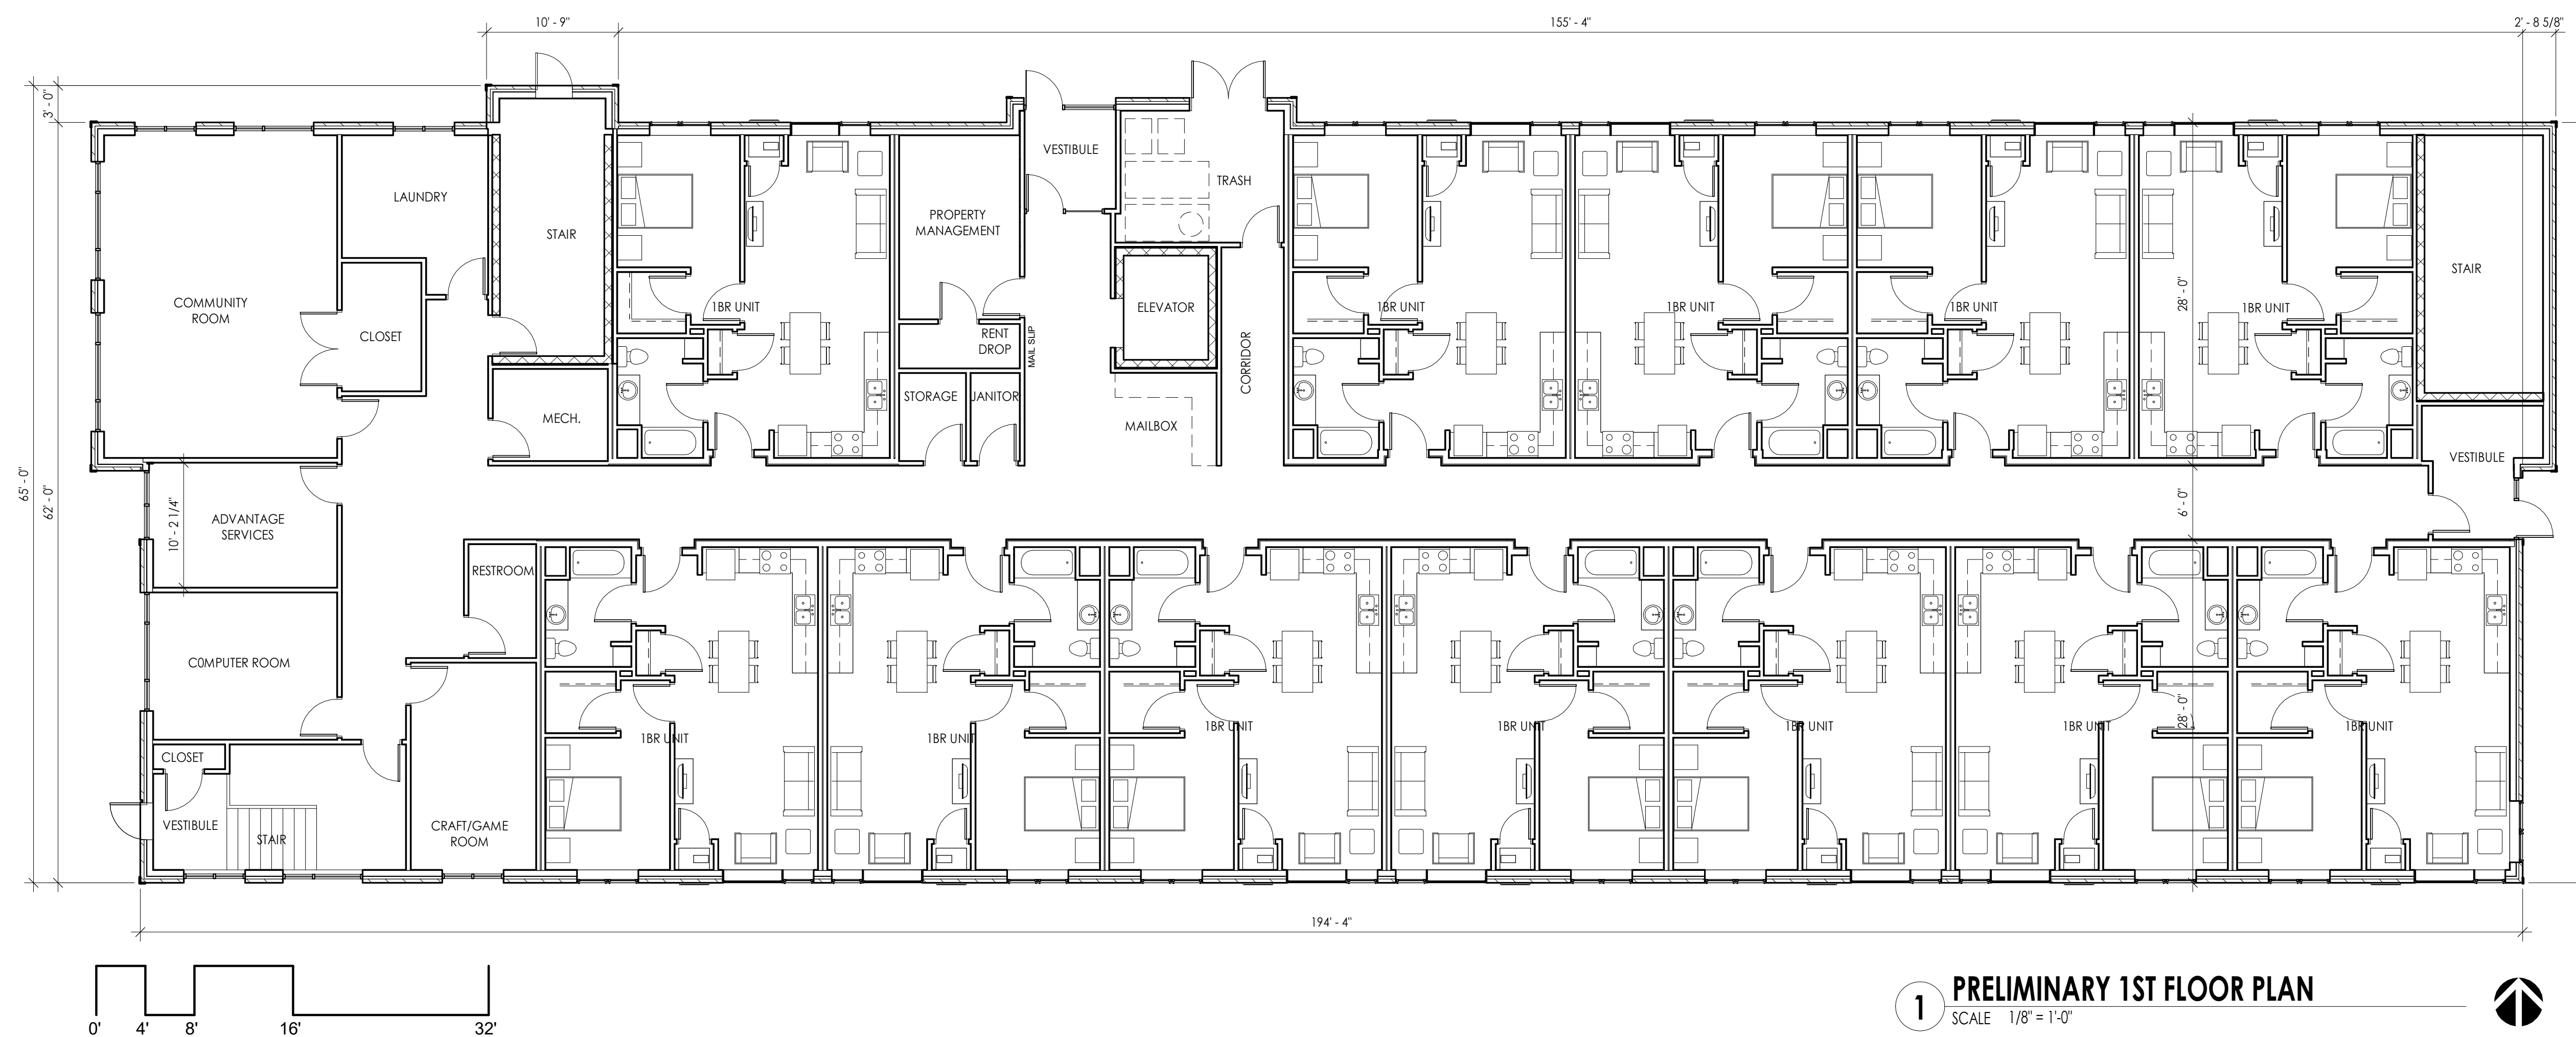 10' - 9"
155' - 4"
2' - 8 5/8"
3' - 0"
65' - 0"
62' - 0"
COMMUNITY
ROOM
LAUNDRY
CLOSET
STAIR
MECH.
1BR UNIT
PROPERTY
MANAGEMENT
RENT
DROP
MAIL SLIP
STORAGE
JANITOR
VESTIBULE
TRASH
ELEVATOR
MAILBOX
CORRIDOR
1BR UNIT
1BR UNIT
1BR UNIT
1BR UNIT
28' - 0"
STAIR
VESTIBULE
6' - 0"
10' - 2 1/4"
ADVANTAGE
SERVICES
RESTROOM
C0MPUTER ROOM
CLOSET
VESTIBULE
STAIR
CRAFT/GAME
ROOM
1BR UNIT
1BR UNIT
1BR UNIT
1BR UNIT
1BR UNIT
1BR UNIT
28' - 0"
1BR UNIT
194' - 4"
0' 4' 8' 16' 32'
1
PRELIMINARY 1ST FLOOR PLAN
SCALE 1/8" = 1'-0"